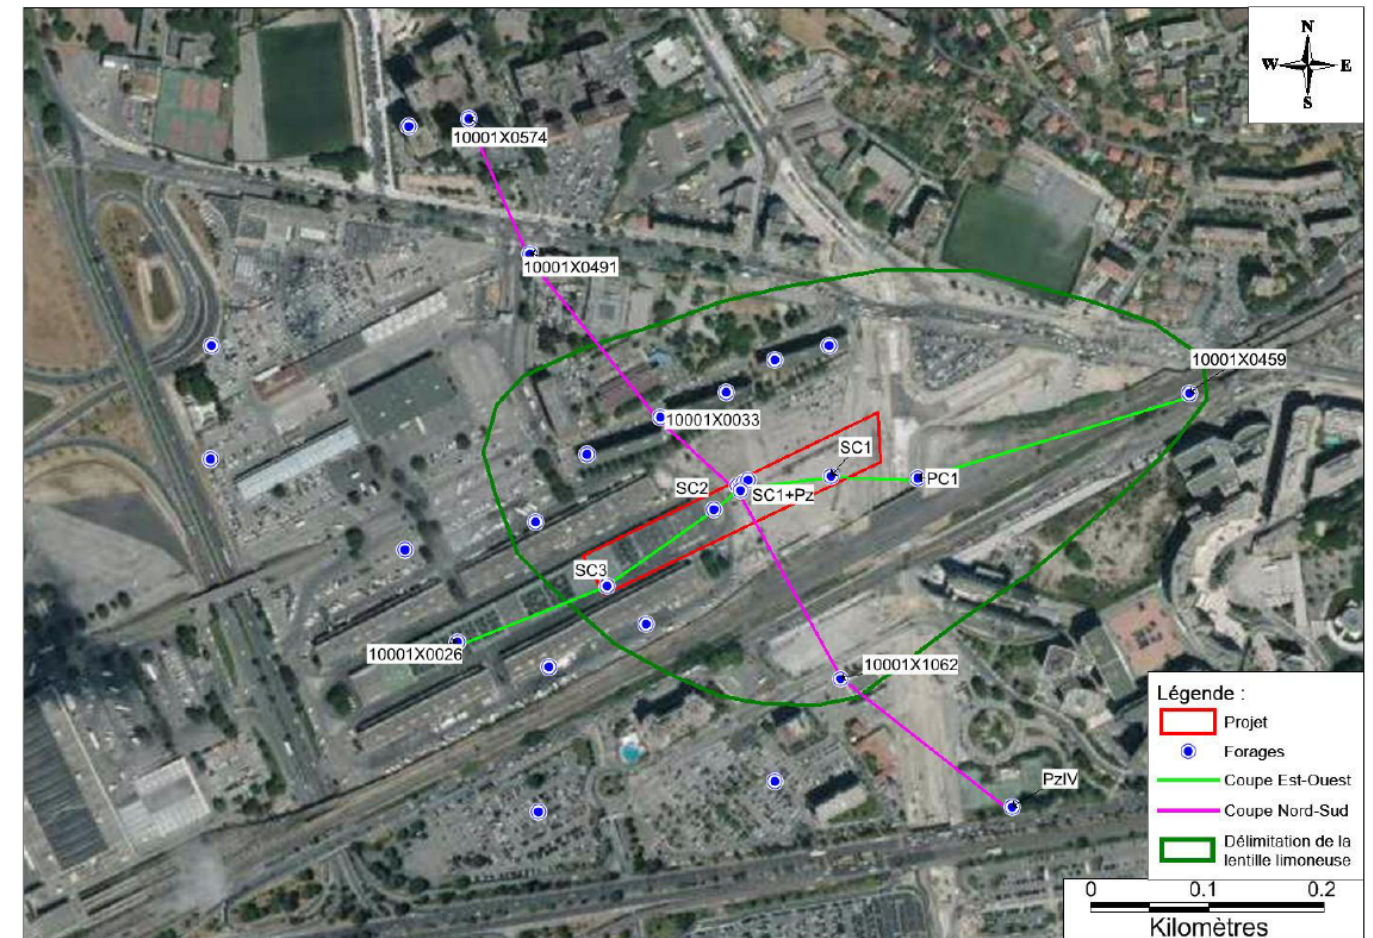 N
W E
S
10001X0574
10001X0491
10001X0459
10001X0033
SC1
SC2
PC1
SC1+Pz
SC3
10001X0026
10001X1062
PzIV
Légende :
Projet
Forages
Coupe Est-Ouest
Coupe Nord-Sud
Délimitation de la
lentille limoneuse
0 0.1 0.2
Kilomètres